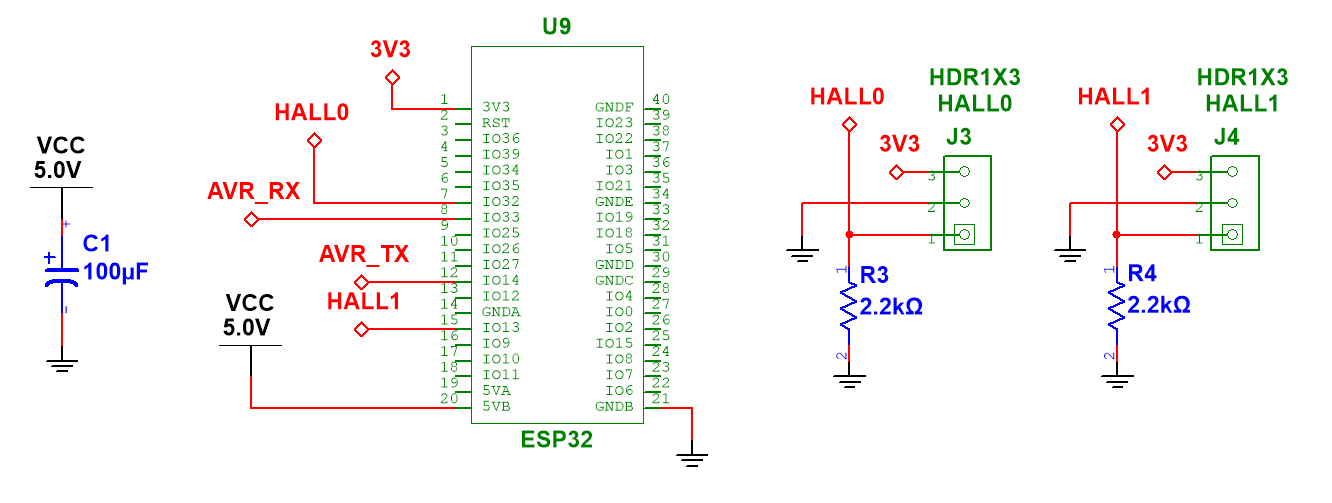 VCC
5.0V
+
+
C1
100µF
-
U9
3V3
HALL0
AVR_RX
AVR_TX
HALL1
VCC
5.0V
1 3V3 GNDF 40
2 RST IO23 39
3 IO36 IO22 38
4 IO39 IO1 37
5 IO34 IO3 36
6 IO35 IO21 35
7 IO32 GNDE 34
8 IO33 IO19 33
9 IO25 IO18 32
10 IO26 IO5 31
11 IO27 GNDD 30
12 IO14 GNDC 29
13 IO12 IO4 28
14 GNDA IO0 27
15 IO13 IO2 26
16 IO9 IO15 25
17 IO10 IO8 24
18 IO11 IO7 23
19 5VA IO6 22
20 5VB GNDB 21
ESP32
HALL0
HDR1X3
HALL0
J3
3V3
3
2
1
1
R3
2.2kΩ
2
HALL1
HDR1X3
HALL1
J4
3V3
3
2
1
1
R4
2.2kΩ
2